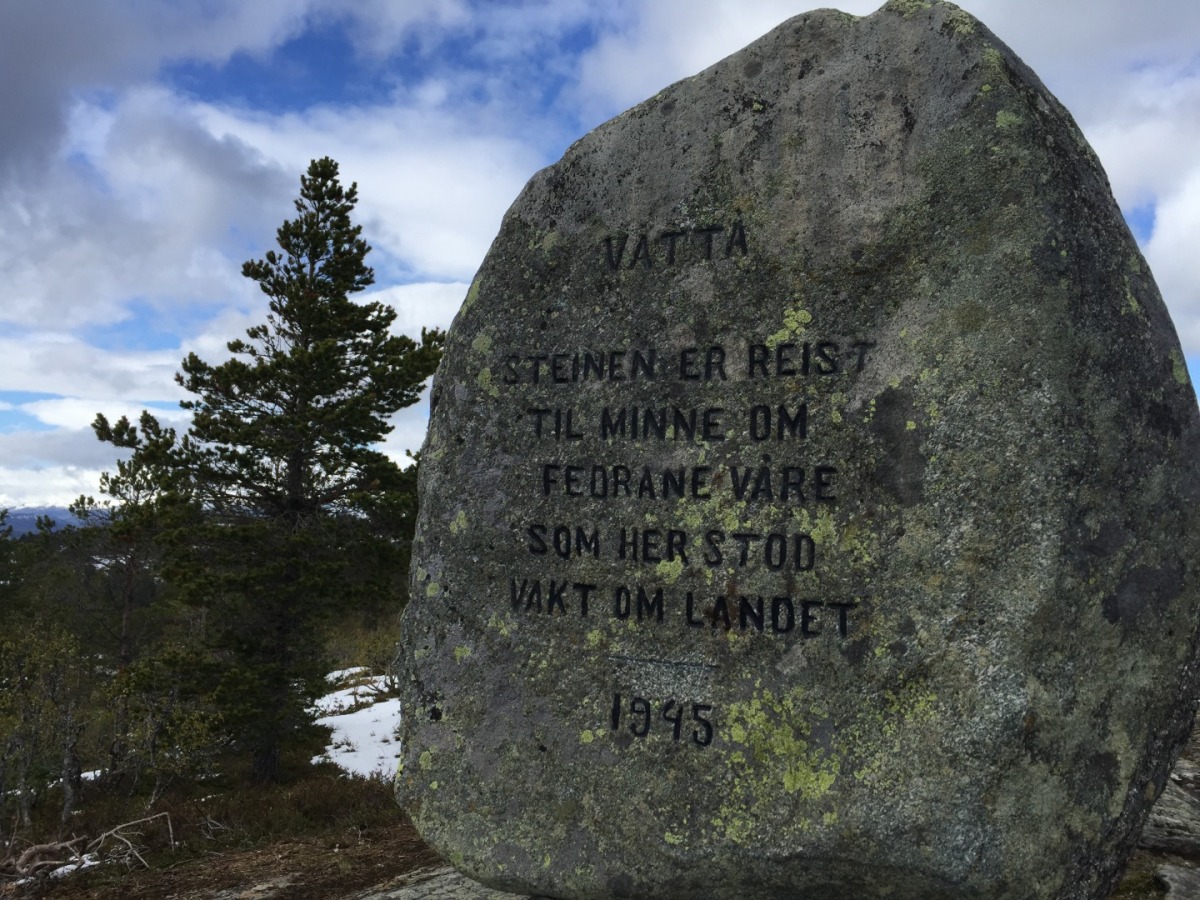 VATTA
STEINEN ER REIST
TIL MINNE OM
FEDRANE VÅRE
SOM HER STOD
VAKT OM LANDET
1945